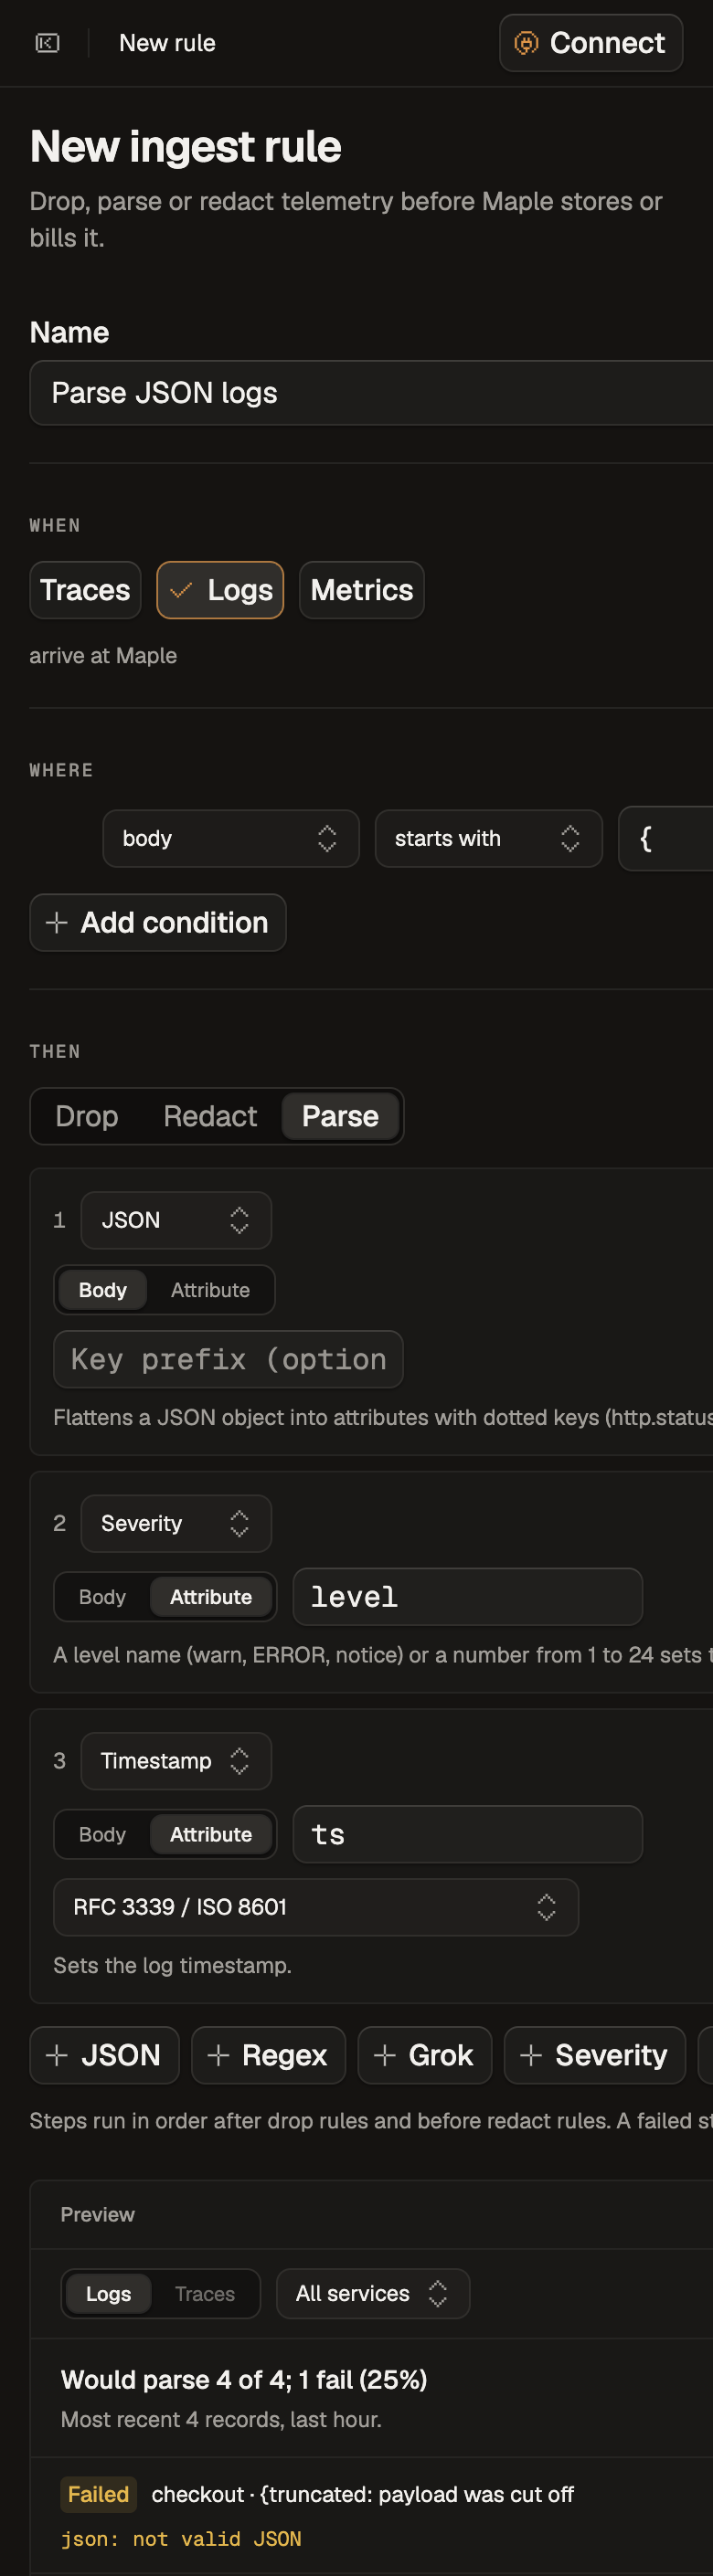 New rule
Connect
New ingest rule
Drop, parse or redact telemetry before Maple stores or
bills it.
Name
Parse JSON logs
WHEN
Traces
Logs
Metrics
arrive at Maple
WHERE
body
starts with
{
Add condition
THEN
Drop
Redact
Parse
1
JSON
Body
Attribute
Key prefix (option
Flattens a JSON object into attributes with dotted keys (http.status
2
Severity
Body
Attribute
level
A level name (warn, ERROR, notice) or a number from 1 to 24 sets
3
Timestamp
Body
Attribute
ts
RFC 3339 / ISO 8601
Sets the log timestamp.
JSON
Regex
Grok
Severity
Steps run in order after drop rules and before redact rules. A failed
Preview
Logs
Traces
All services
Would parse 4 of 4; 1 fail (25%)
Most recent 4 records, last hour.
Failed
checkout · {truncated: payload was cut off
json: not valid JSON